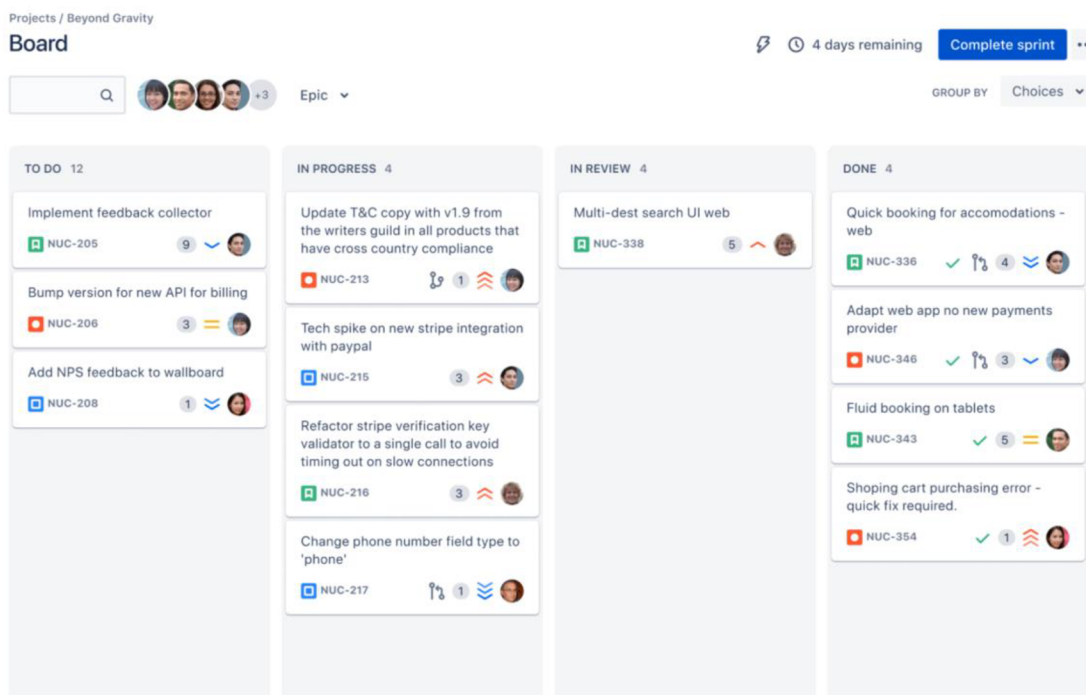 Projects / Beyond Gravity
Board
4 days remaining
Complete sprint
+3
Epic
GROUP BY
Choices
TO DO 12
Implement feedback collector
NUC-205
9
Bump version for new API for billing
NUC-206
3
Add NPS feedback to wallboard
NUC-208
1
IN PROGRESS 4
Update T&C copy with v1.9 from
the writers guild in all products that
have cross country compliance
NUC-213
1
Tech spike on new stripe integration
with paypal
NUC-215
3
Refactor stripe verification key
validator to a single call to avoid
timing out on slow connections
NUC-216
3
Change phone number field type to
'phone'
NUC-217
1
IN REVIEW 4
Multi-dest search UI web
NUC-338
5
DONE 4
Quick booking for accomodations -
web
NUC-336
4
Adapt web app no new payments
provider
NUC-346
3
Fluid booking on tablets
NUC-343
5
Shoping cart purchasing error -
quick fix required.
NUC-354
1